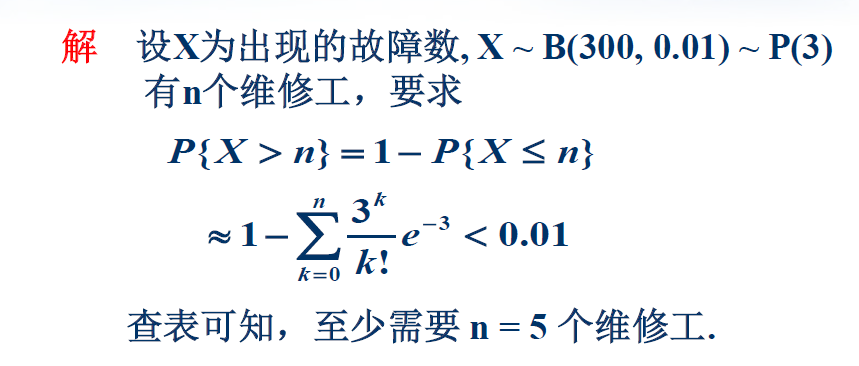 解 设X为出现的故障数, X ~ B(300, 0.01) ~ P(3)
有n个维修工，要求
P{X > n} = 1 − P{X ≤ n}
≈ 1 − ∑_{k=0}^{n} \frac{3^k}{k!} e^{−3} < 0.01
查表可知，至少需要 n = 5 个维修工.